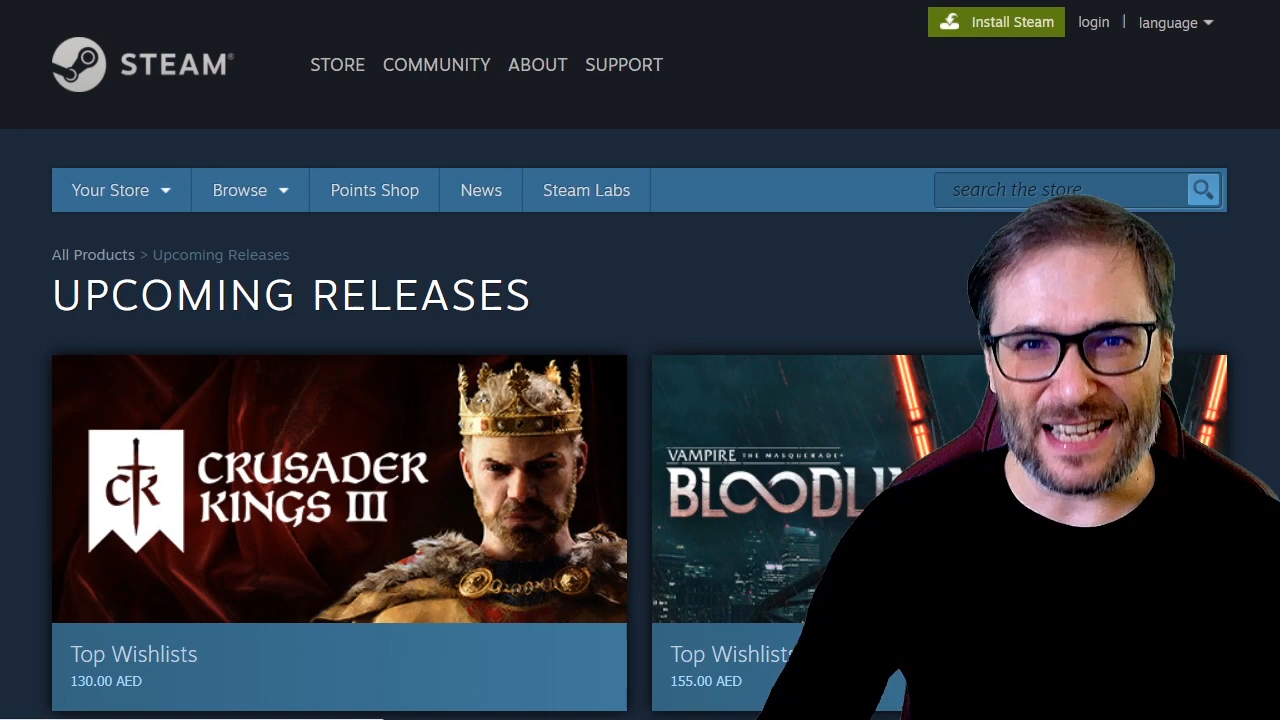 Install Steam login | language
STEAM®
STORE COMMUNITY ABOUT SUPPORT
Your Store Browse Points Shop News Steam Labs search the store
All Products > Upcoming Releases
UPCOMING RELEASES
CK
CRUSADER
KINGS III
VAMPIRE THE MASQUERADE
BLOODLI
Top Wishlists
130.00 AED
Top Wishlists
155.00 AED